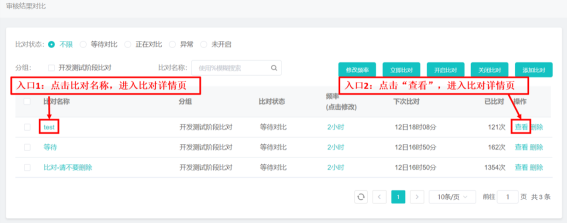 审核结果对比
比对状态: 不限 等待对比 正在对比 异常 未开启
分组: 开发测试阶段比对 比对名称: 模糊搜索 修改频率 立即比对 开启比对 关闭比对 添加比对
入口1：点击比对名称，进入比对详情页 入口2：点击“查看”，进入比对详情页
比对名称 分组 比对状态 频率 (点击修改) 下次比对 已比对 操作
test 开发测试阶段比对 等待对比 2小时 12日16时08分 121次 查看 删除
等待 开发测试阶段比对 等待对比 2小时 12日16时50分 162次 查看 删除
比对-请不要删除 开发测试阶段比对 等待对比 2小时 12日16时50分 1354次 查看 删除
1 10条/页 前往 1 页 共 3 条